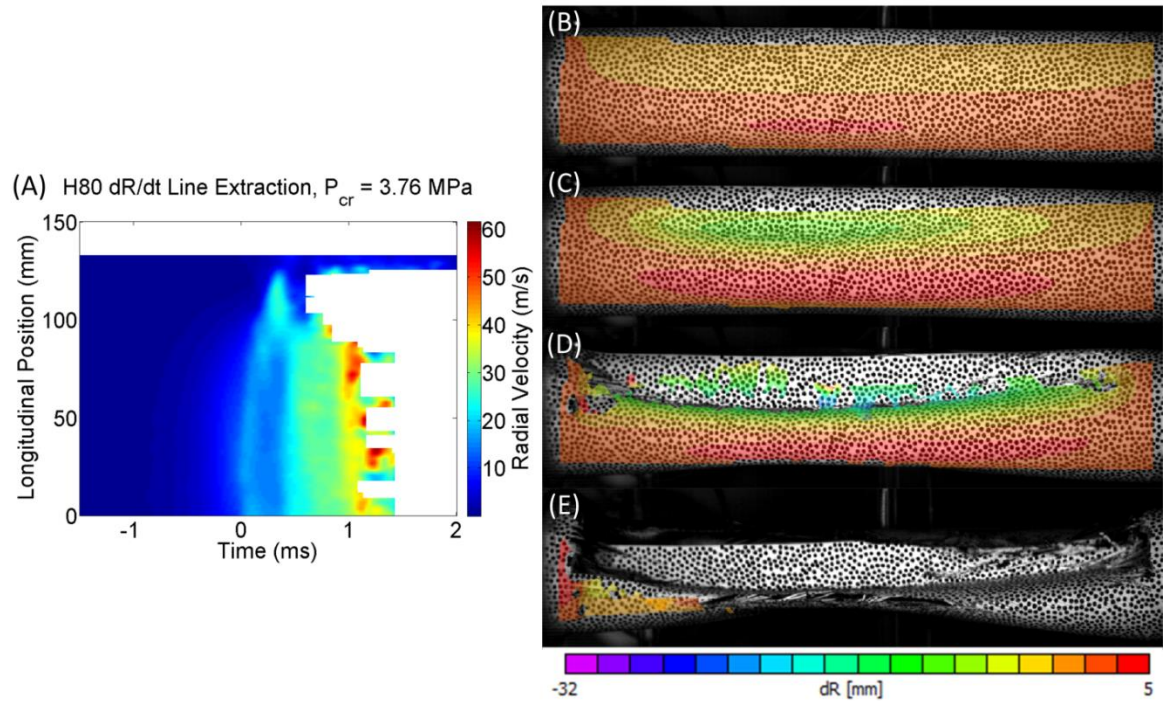 (A) H80 dR/dt Line Extraction, Pcr = 3.76 MPa
150
100
50
0
Longitudinal Position (mm)
-1 0 1 2
Time (ms)
60
50
40
30
20
10
Radial Velocity (m/s)
(B)
(C)
(D)
(E)
-32 dR [mm] 5